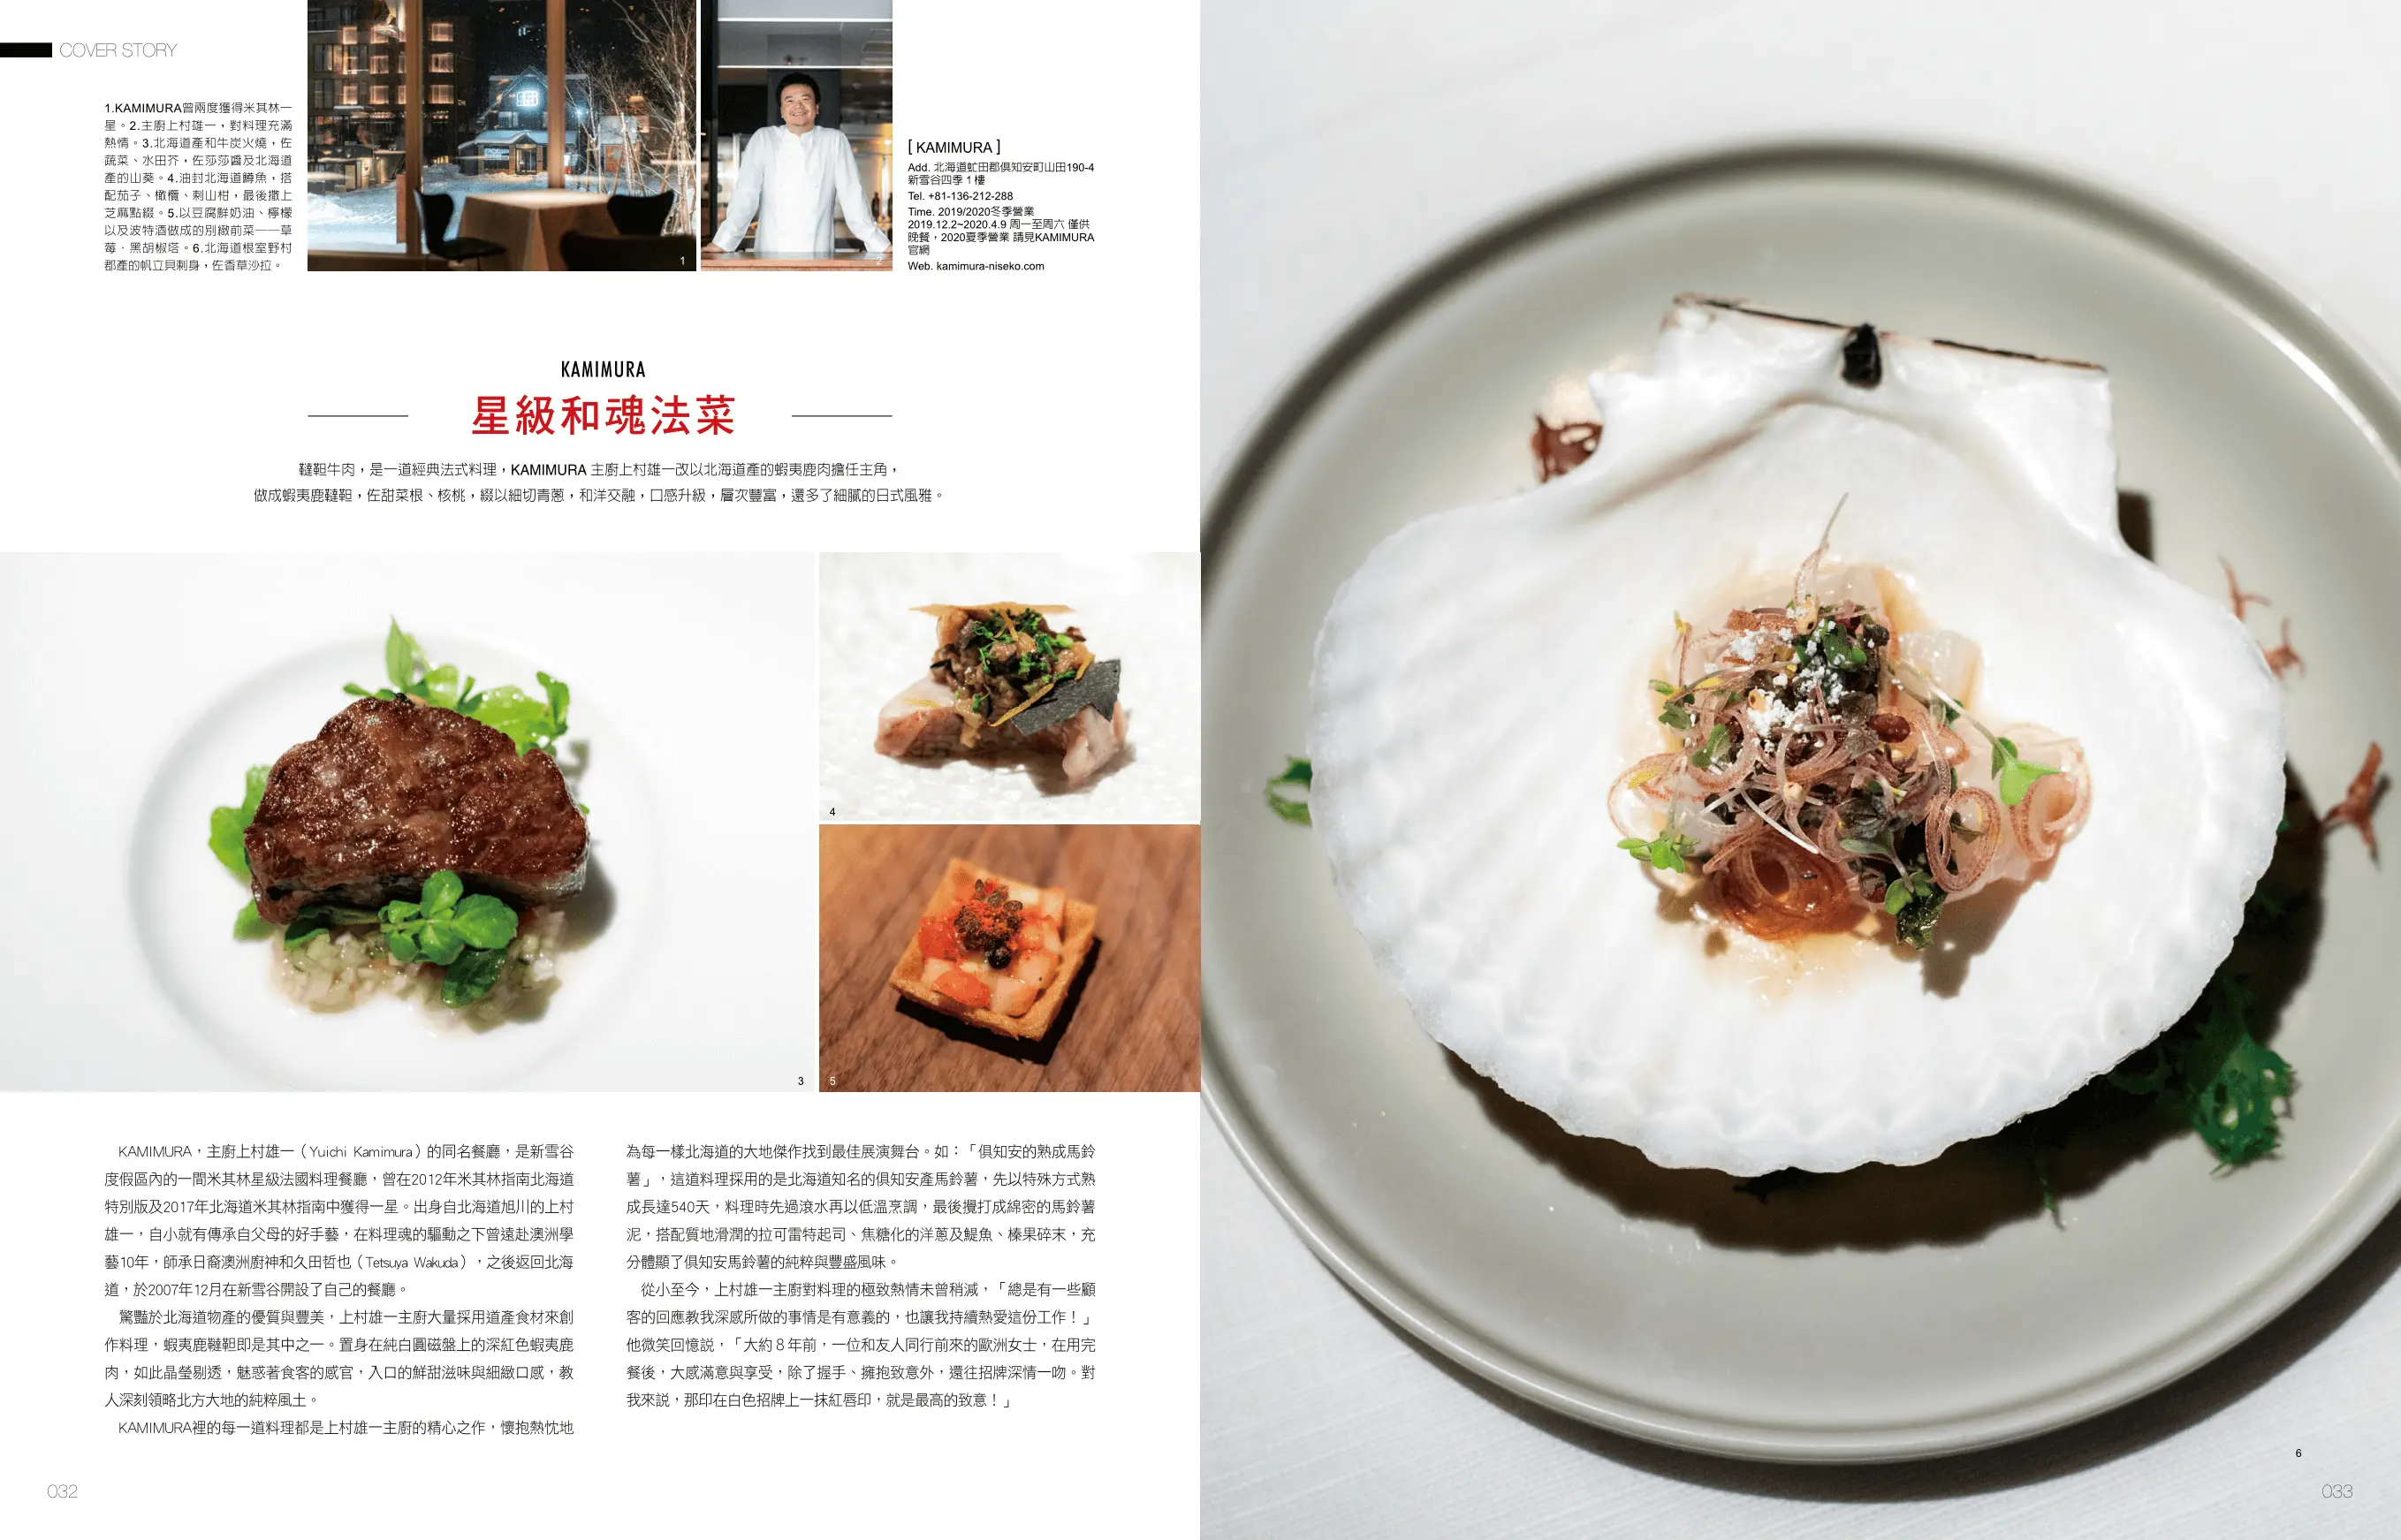 COVER STORY
1.KAMIMURA曾兩度獲得米其林一
星。2.主廚上村雄一，對料理充滿
熱情。3.北海道產和牛炭火燒，佐
蔬菜、水田芥，佐莎莎醬及北海道
產的山葵。4.油封北海道鱒魚，搭
配茄子、橄欖、刺山柑，最後撒上
芝麻點綴。5.以豆腐鮮奶油、檸檬
以及波特酒做成的別緻前菜——草
莓．黑胡椒塔。6.北海道根室野村
郡產的帆立貝刺身，佐香草沙拉。
1
2
[ KAMIMURA ]
Add. 北海道虻田郡俱知安町山田190-4
新雪谷四季１樓
Tel. +81-136-212-288
Time. 2019/2020冬季營業
2019.12.2~2020.4.9 周一至周六 僅供
晚餐，2020夏季營業 請見KAMIMURA
官網
Web. kamimura-niseko.com
KAMIMURA
星級和魂法菜
韃靼牛肉，是一道經典法式料理，KAMIMURA 主廚上村雄一改以北海道產的蝦夷鹿肉擔任主角，
做成蝦夷鹿韃靼，佐甜菜根、核桃，綴以細切青蔥，和洋交融，口感升級，層次豐富，還多了細膩的日式風雅。
3
4
5
KAMIMURA，主廚上村雄一（Yuichi Kamimura）的同名餐廳，是新雪谷
度假區內的一間米其林星級法國料理餐廳，曾在2012年米其林指南北海道
特別版及2017年北海道米其林指南中獲得一星。出身自北海道旭川的上村
雄一，自小就有傳承自父母的好手藝，在料理魂的驅動之下曾遠赴澳洲學
藝10年，師承日裔澳洲廚神和久田哲也（Tetsuya Wakuda），之後返回北海
道，於2007年12月在新雪谷開設了自己的餐廳。
驚豔於北海道物產的優質與豐美，上村雄一主廚大量採用道產食材來創
作料理，蝦夷鹿韃靼即是其中之一。置身在純白圓磁盤上的深紅色蝦夷鹿
肉，如此晶瑩剔透，魅惑著食客的感官，入口的鮮甜滋味與細緻口感，教
人深刻領略北方大地的純粹風土。
KAMIMURA裡的每一道料理都是上村雄一主廚的精心之作，懷抱熱忱地
為每一樣北海道的大地傑作找到最佳展演舞台。如：「俱知安的熟成馬鈴
薯」，這道料理採用的是北海道知名的俱知安產馬鈴薯，先以特殊方式熟
成長達540天，料理時先過滾水再以低溫烹調，最後攪打成綿密的馬鈴薯
泥，搭配質地滑潤的拉可雷特起司、焦糖化的洋蔥及鯷魚、榛果碎末，充
分體顯了俱知安馬鈴薯的純粹與豐盛風味。
從小至今，上村雄一主廚對料理的極致熱情未曾稍減，「總是有一些顧
客的回應教我深感所做的事情是有意義的，也讓我持續熱愛這份工作！」
他微笑回憶説，「大約８年前，一位和友人同行前來的歐洲女士，在用完
餐後，大感滿意與享受，除了握手、擁抱致意外，還往招牌深情一吻。對
我來説，那印在白色招牌上一抹紅唇印，就是最高的致意！」
6
032
033